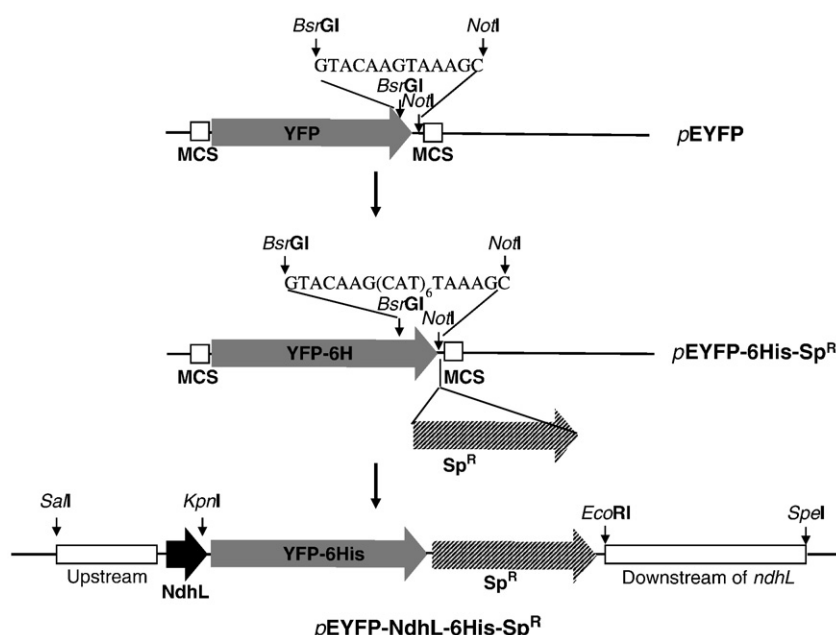 BsrGI NotI
GTACAAGTAAAGC
BsrGI
NotI
YFP
MCS MCS
pEYFP
BsrGI NotI
GTACAAG(CAT)6TAAAGC
BsrGI
NotI
YFP-6H
MCS MCS
pEYFP-6His-SpR
SpR
SalI KpnI EcoRI SpeI
YFP-6His
Upstream NdhL SpR Downstream of ndhL
pEYFP-NdhL-6His-SpR